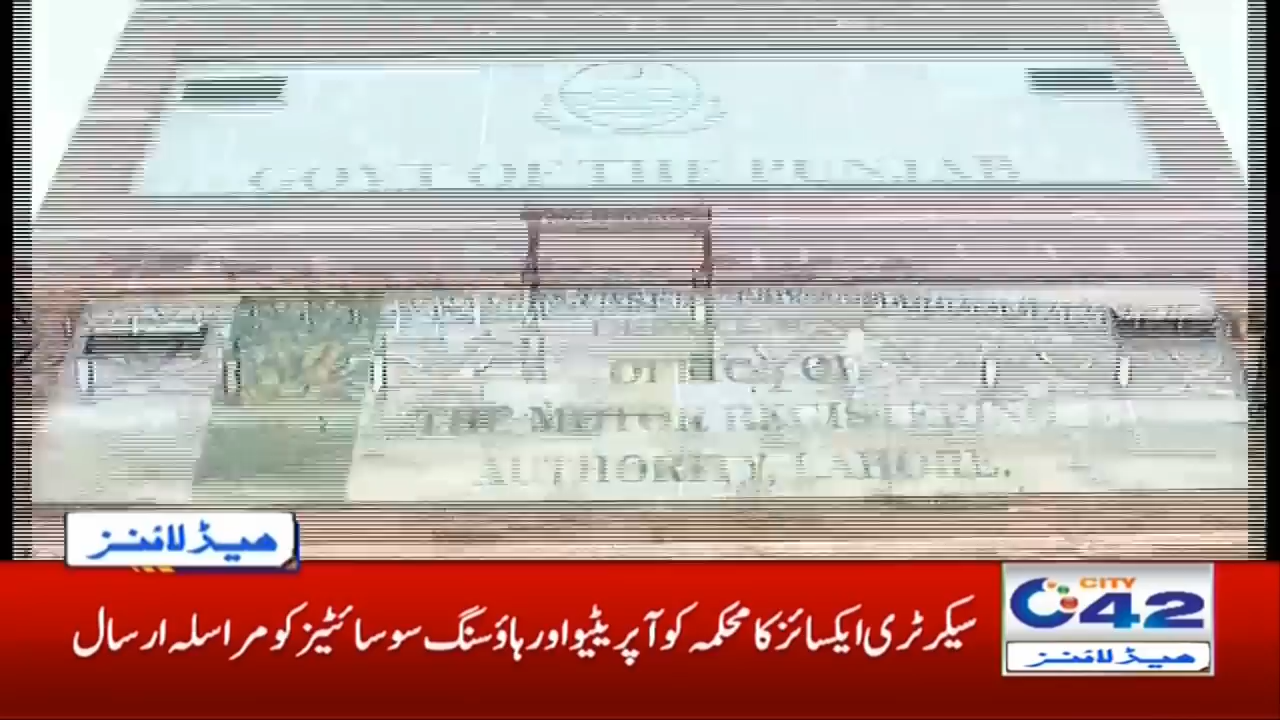 GOVT OF THE PUNJAB
OFFICE OF
THE MOTOR REGISTERING
AUTHORITY, LAHORE.
ہیڈلائنز
سیکرٹری ایکسائز کا محکمہ کوآپریٹیو اور ہاؤسنگ سوسائٹیز کو مراسلہ ارسال
CITY
42
ہیڈلائنز